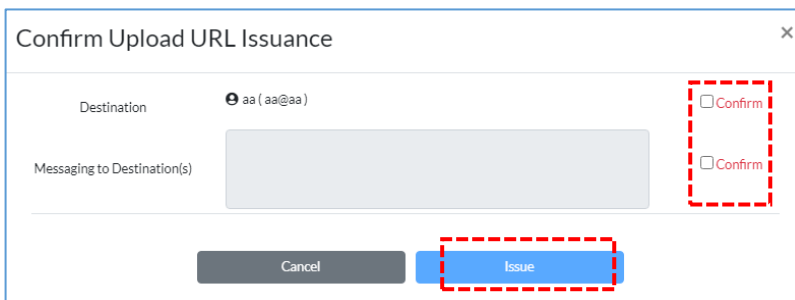 Confirm Upload URL Issuance ×
Destination aa ( aa@aa ) Confirm
Messaging to Destination(s) Confirm
Cancel Issue